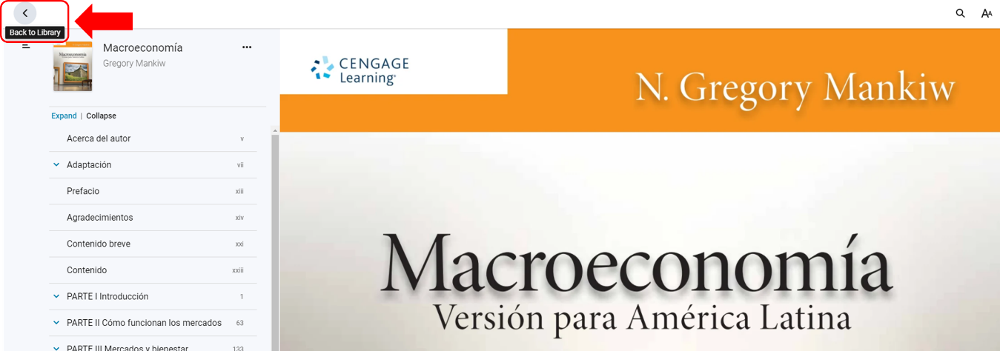 Back to Library
AA
Macroeconomía
Macroeconomía
Gregory Mankiw
Expand | Collapse
Acerca del autor v
Adaptación vii
Prefacio xiii
Agradecimientos xiv
Contenido breve xxi
Contenido xxiii
PARTE I Introducción 1
PARTE II Cómo funcionan los mercados 63
PARTE III Mercados y bienestar 133
CENGAGE
Learning®
N. Gregory Mankiw
Macroeconomía
Versión para América Latina